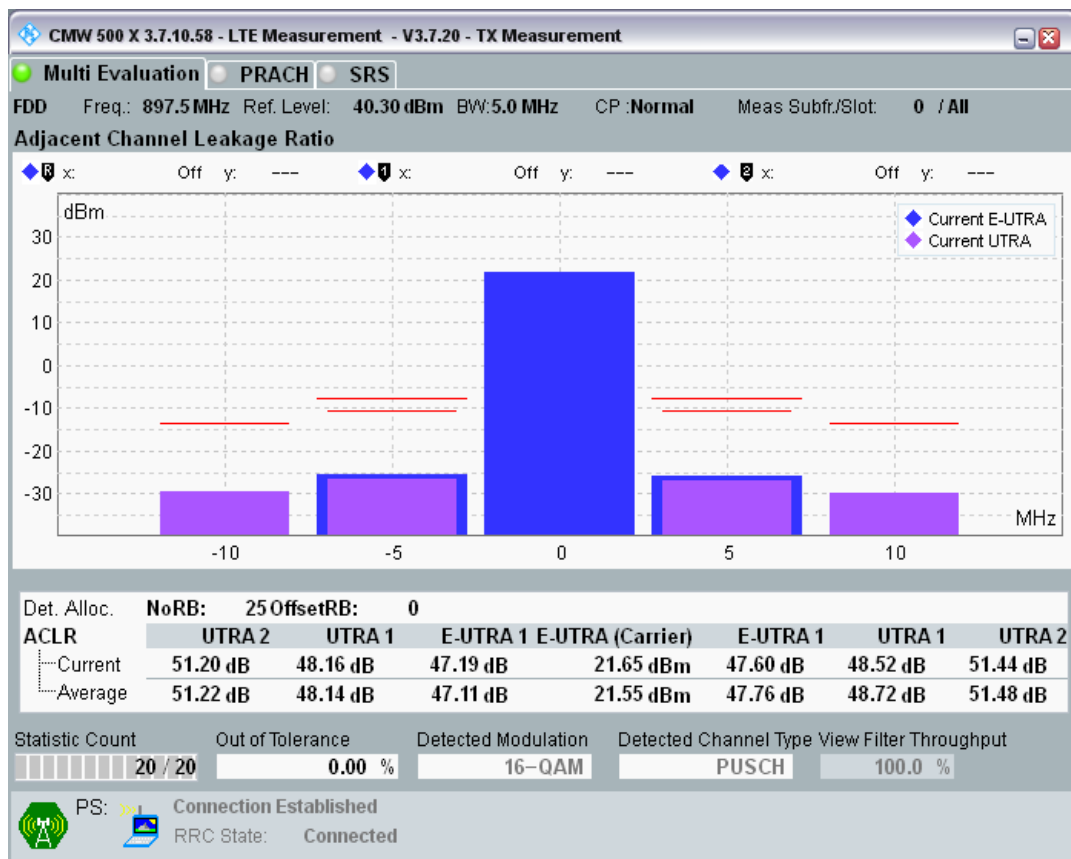 CMW 500 X 3.7.10.58 - LTE Measurement - V3.7.20 - TX Measurement
Multi Evaluation PRACH SRS
FDD Freq.: 897.5 MHz Ref. Level: 40.30 dBm BW:5.0 MHz CP :Normal Meas Subfr./Slot: 0 / All
Adjacent Channel Leakage Ratio
R x: Off y: --- 1 x: Off y: --- 2 x: Off y: ---
dBm
Current E-UTRA
Current UTRA
30
20
10
0
-10
-20
-30
MHz
-10 -5 0 5 10
Det. Alloc. NoRB: 25 OffsetRB: 0
ACLR UTRA 2 UTRA 1 E-UTRA 1 E-UTRA (Carrier) E-UTRA 1 UTRA 1 UTRA 2
Current 51.20 dB 48.16 dB 47.19 dB 21.65 dBm 47.60 dB 48.52 dB 51.44 dB
Average 51.22 dB 48.14 dB 47.11 dB 21.55 dBm 47.76 dB 48.72 dB 51.48 dB
Statistic Count Out of Tolerance Detected Modulation Detected Channel Type View Filter Throughput
20 / 20 0.00 % 16-QAM PUSCH 100.0 %
PS: Connection Established
RRC State: Connected